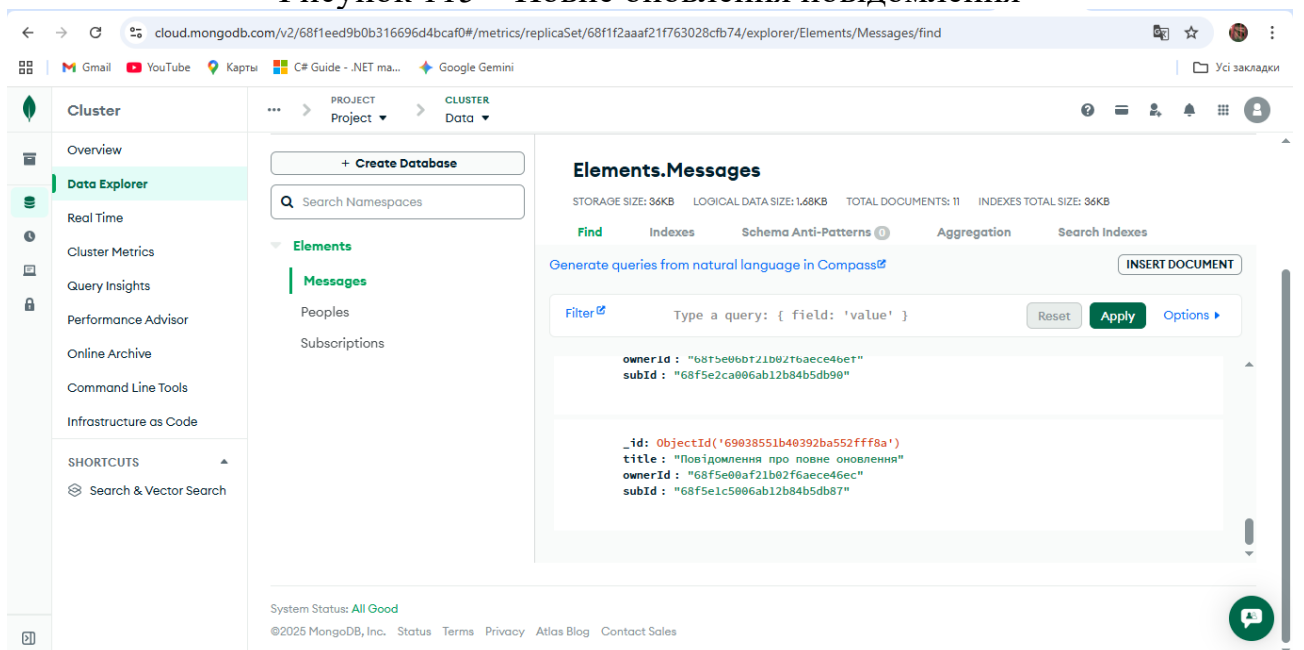 cloud.mongodb.com/v2/68f1eed9b0b316696d4bcaf0#/metrics/replicaSet/68f1f2aaaf21f763028cfb74/explorer/Elements/Messages/find
Gmail YouTube Карты C# Guide - .NET ma... Google Gemini Усі закладки
Cluster
PROJECT
Project
CLUSTER
Data
Overview
Data Explorer
Real Time
Cluster Metrics
Query Insights
Performance Advisor
Online Archive
Command Line Tools
Infrastructure as Code
SHORTCUTS
Search & Vector Search
+ Create Database
Search Namespaces
Elements
Messages
Peoples
Subscriptions
Elements.Messages
STORAGE SIZE: 36KB LOGICAL DATA SIZE: 1.68KB TOTAL DOCUMENTS: 11 INDEXES TOTAL SIZE: 36KB
Find Indexes Schema Anti-Patterns 0 Aggregation Search Indexes
Generate queries from natural language in Compass
INSERT DOCUMENT
Filter Type a query: { field: 'value' } Reset Apply Options
ownerId : "68f5e06bf21b02f6aece46ef"
subId : "68f5e2ca006ab12b84b5db90"
_id: ObjectId('69038551b40392ba552fff8a')
title : "Повідомлення про повне оновлення"
ownerId : "68f5e00af21b02f6aece46ec"
subId : "68f5e1c5006ab12b84b5db87"
System Status: All Good
©2025 MongoDB, Inc. Status Terms Privacy Atlas Blog Contact Sales